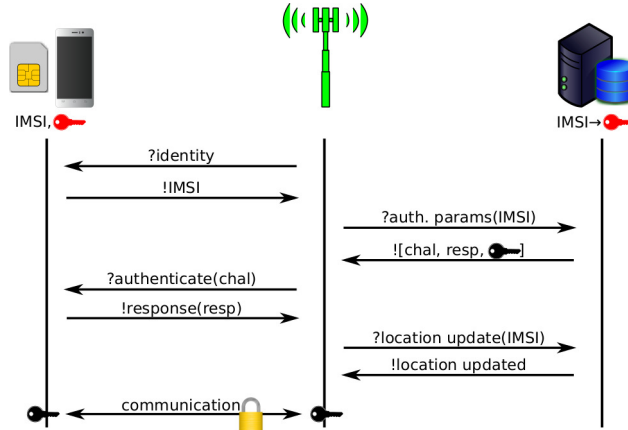 IMSI,
IMSI→
?identity
!IMSI
?auth. params(IMSI)
![chal, resp, ]
?authenticate(chal)
!response(resp)
?location update(IMSI)
!location updated
communication